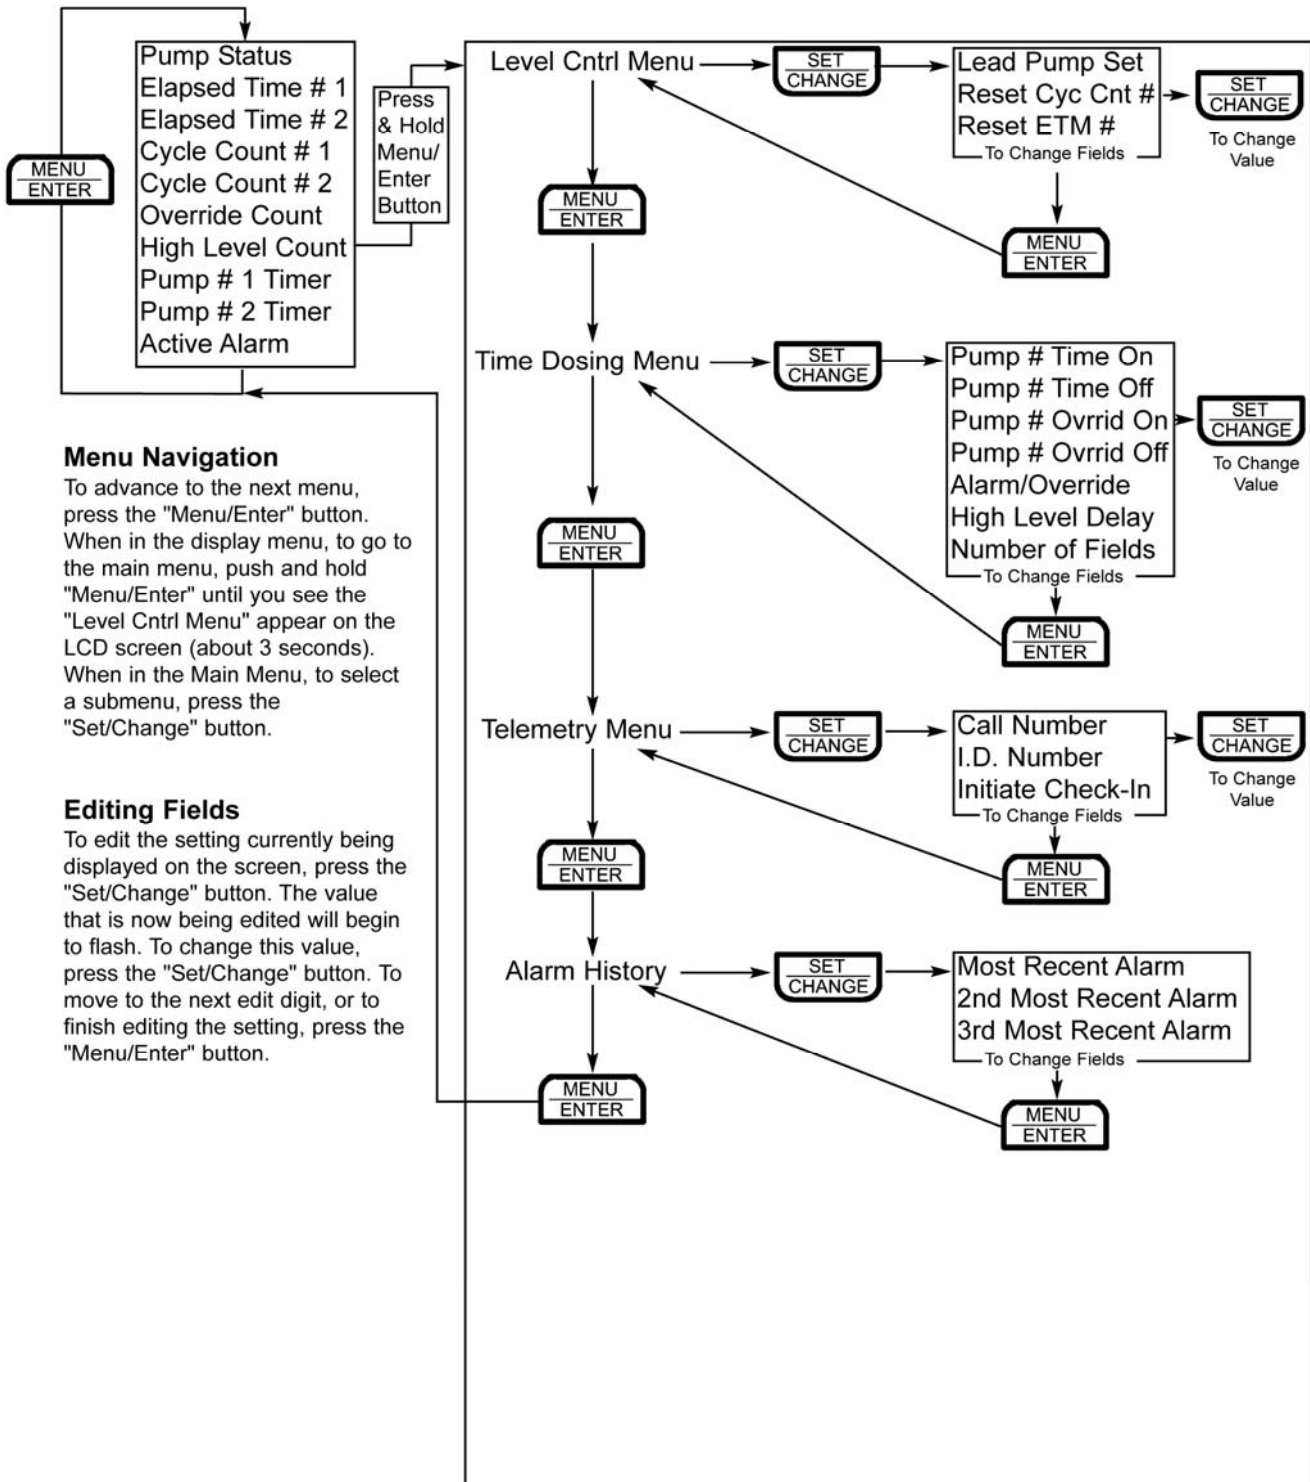 Pump Status
Elapsed Time # 1
Elapsed Time # 2
Cycle Count # 1
Cycle Count # 2
Override Count
High Level Count
Pump # 1 Timer
Pump # 2 Timer
Active Alarm
MENU
ENTER
Press
& Hold
Menu/
Enter
Button
Menu Navigation
To advance to the next menu,
press the "Menu/Enter" button.
When in the display menu, to go to
the main menu, push and hold
"Menu/Enter" until you see the
"Level Cntrl Menu" appear on the
LCD screen (about 3 seconds).
When in the Main Menu, to select
a submenu, press the
"Set/Change" button.
Editing Fields
To edit the setting currently being
displayed on the screen, press the
"Set/Change" button. The value
that is now being edited will begin
to flash. To change this value,
press the "Set/Change" button. To
move to the next edit digit, or to
finish editing the setting, press the
"Menu/Enter" button.
Level Cntrl Menu
SET
CHANGE
Lead Pump Set
Reset Cyc Cnt #
Reset ETM #
To Change Fields
SET
CHANGE
To Change
Value
MENU
ENTER
MENU
ENTER
Time Dosing Menu
SET
CHANGE
Pump # Time On
Pump # Time Off
Pump # Ovrrid On
Pump # Ovrrid Off
Alarm/Override
High Level Delay
Number of Fields
To Change Fields
SET
CHANGE
To Change
Value
MENU
ENTER
MENU
ENTER
Telemetry Menu
SET
CHANGE
Call Number
I.D. Number
Initiate Check-In
To Change Fields
SET
CHANGE
To Change
Value
MENU
ENTER
MENU
ENTER
Alarm History
SET
CHANGE
Most Recent Alarm
2nd Most Recent Alarm
3rd Most Recent Alarm
To Change Fields
MENU
ENTER
MENU
ENTER